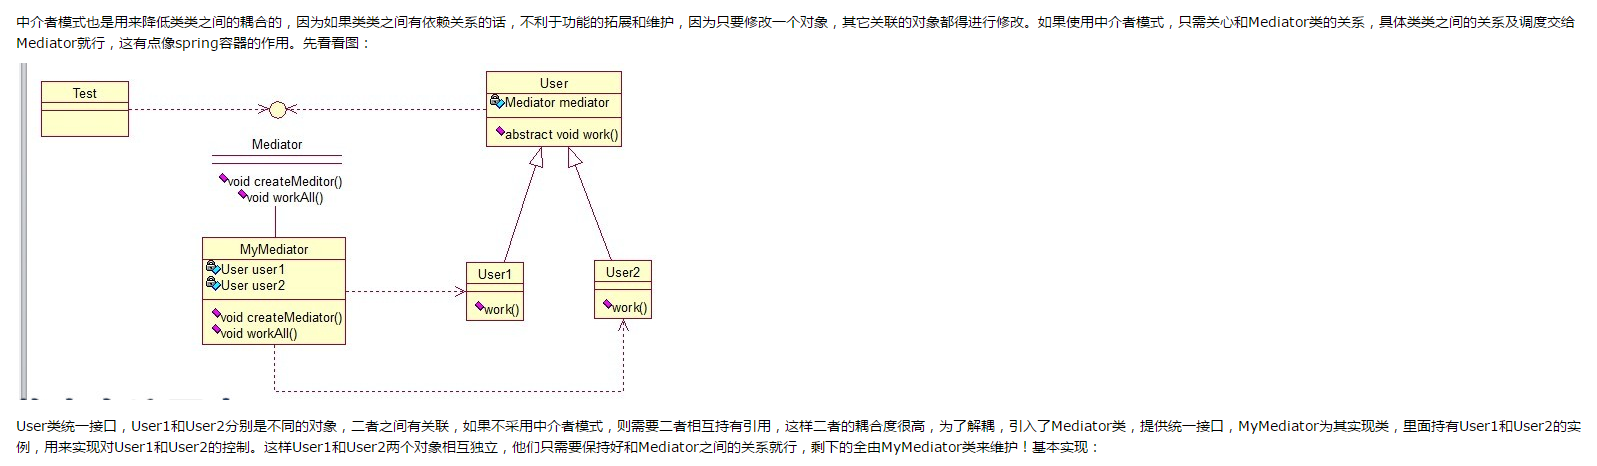 中介者模式也是用来降低类类之间的耦合的，因为如果类类之间有依赖关系的话，不利于功能的拓展和维护，因为只要修改一个对象，其它关联的对象都得进行修改。如果使用中介者模式，只需关心和Mediator类的关系，具体类类之间的关系及调度交给
Mediator就行，这有点像spring容器的作用。先看看图：
Test
User
Mediator mediator
abstract void work()
Mediator
void createMeditor()
void workAll()
MyMediator
User user1
User user2
void createMediator()
void workAll()
User1
work()
User2
work()
User类统一接口，User1和User2分别是不同的对象，二者之间有关联，如果不采用中介者模式，则需要二者相互持有引用，这样二者的耦合度很高，为了解耦，引入了Mediator类，提供统一接口，MyMediator为其实现类，里面持有User1和User2的实
例，用来实现对User1和User2的控制。这样User1和User2两个对象相互独立，他们只需要保持好和Mediator之间的关系就行，剩下的全由MyMediator类来维护！基本实现：